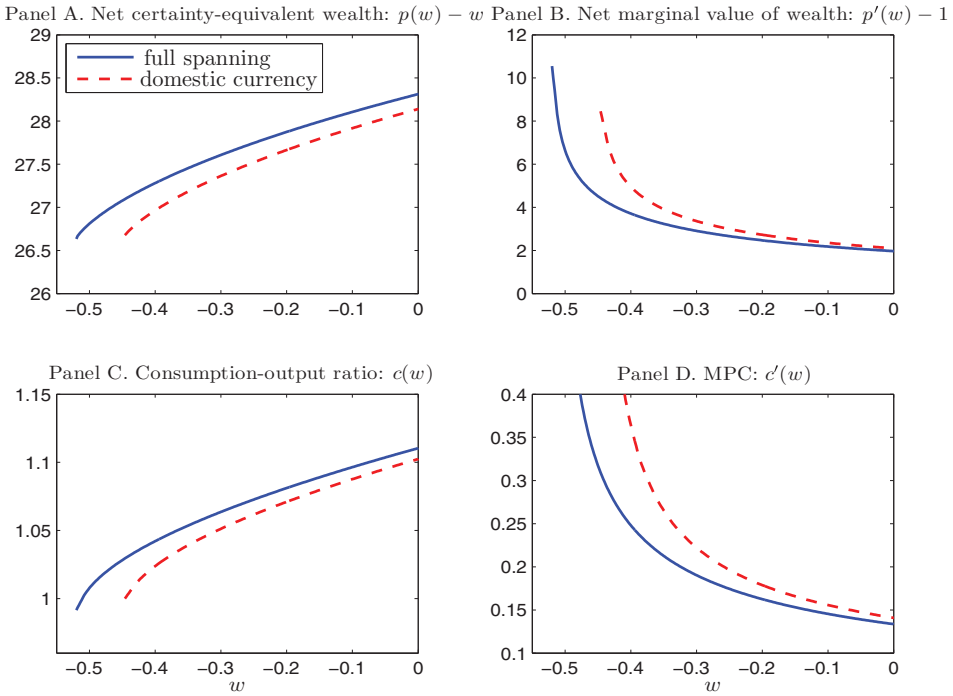 Panel A. Net certainty-equivalent wealth: p(w) − w
29
28.5
28
27.5
27
26.5
26
full spanning
domestic currency
−0.5 −0.4 −0.3 −0.2 −0.1 0
Panel B. Net marginal value of wealth: p′(w) − 1
12
10
8
6
4
2
0
−0.5 −0.4 −0.3 −0.2 −0.1 0
Panel C. Consumption-output ratio: c(w)
1.15
1.1
1.05
1
−0.5 −0.4 −0.3 −0.2 −0.1 0
w
Panel D. MPC: c′(w)
0.4
0.35
0.3
0.25
0.2
0.15
0.1
−0.5 −0.4 −0.3 −0.2 −0.1 0
w